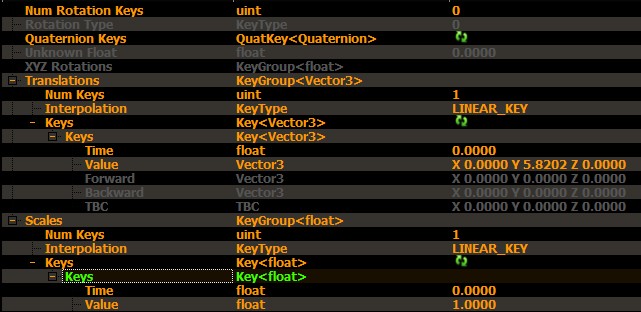 Num Rotation Keys uint 0
Rotation Type KeyType
Quaternion Keys QuatKey<Quaternion>
Unknown Float float 0.0000
XYZ Rotations KeyGroup<float>
Translations KeyGroup<Vector3>
Num Keys uint 1
Interpolation KeyType LINEAR_KEY
Keys Key<Vector3>
Keys Key<Vector3>
Time float 0.0000
Value Vector3 X 0.0000 Y 5.8202 Z 0.0000
Forward Vector3 X 0.0000 Y 0.0000 Z 0.0000
Backward Vector3 X 0.0000 Y 0.0000 Z 0.0000
TBC TBC X 0.0000 Y 0.0000 Z 0.0000
Scales KeyGroup<float>
Num Keys uint 1
Interpolation KeyType LINEAR_KEY
Keys Key<float>
Keys Key<float>
Time float 0.0000
Value float 1.0000